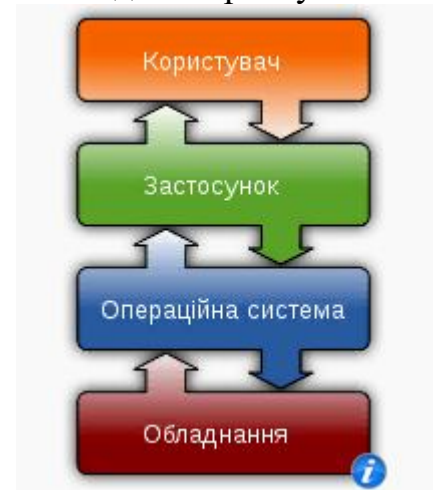 Користувач
Застосунок
Операційна система
Обладнання
i